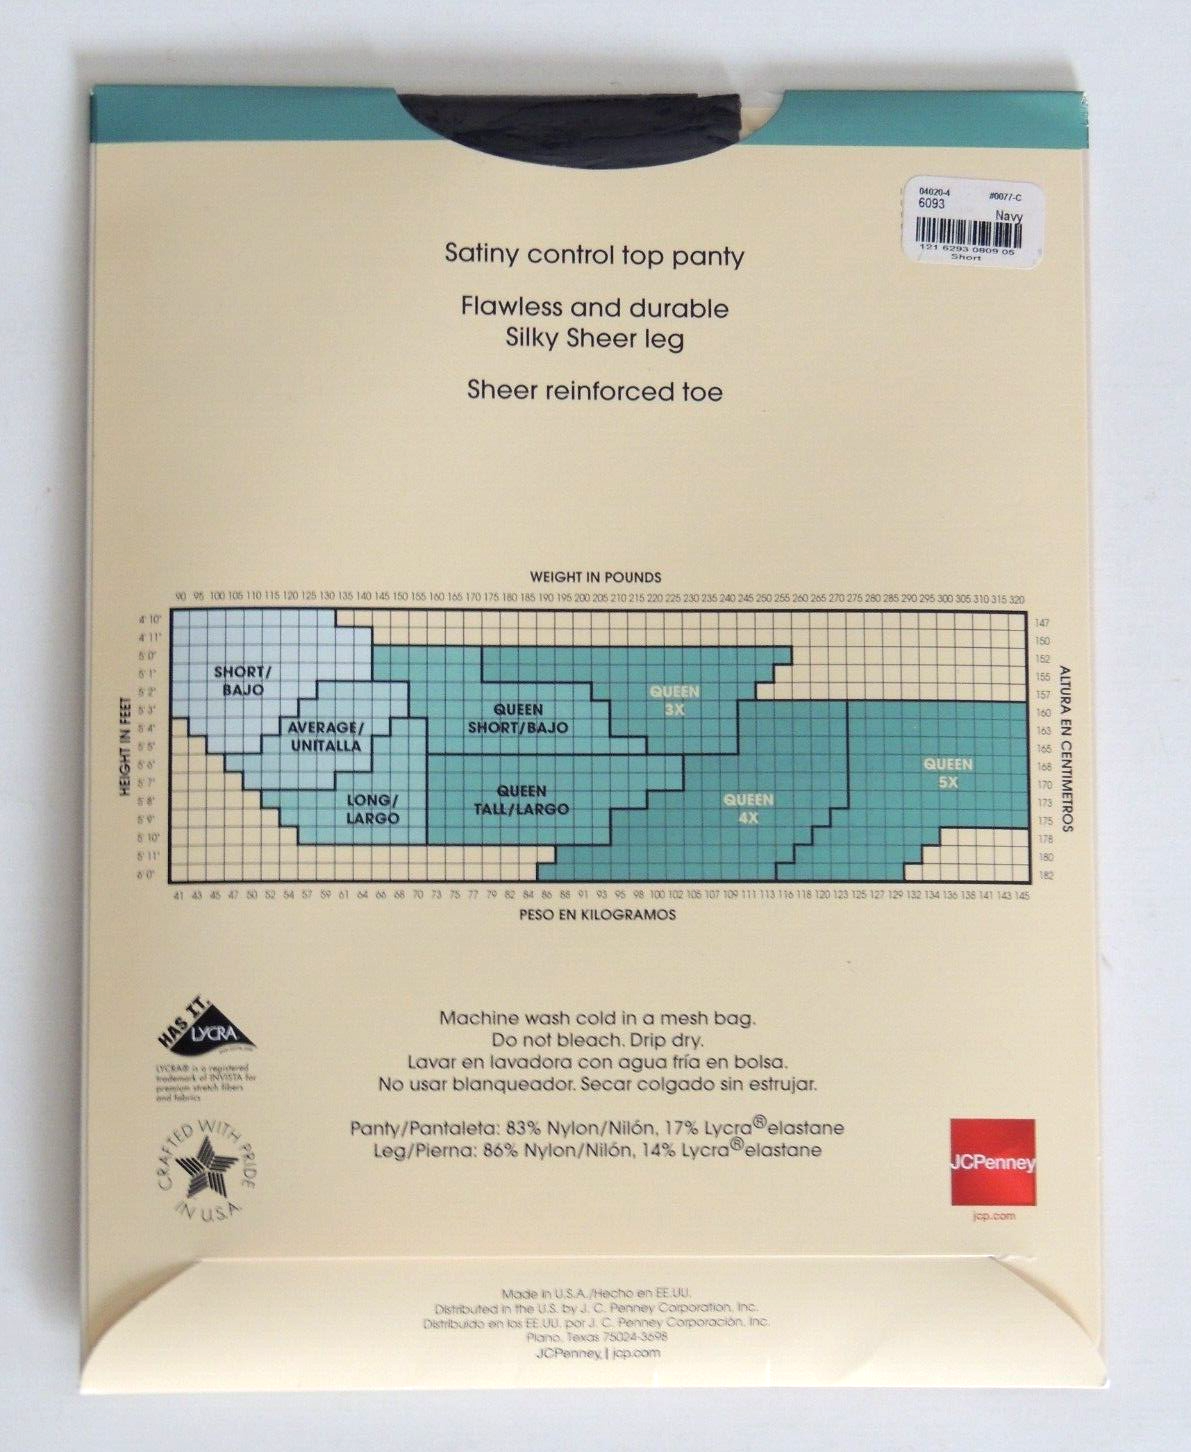 04020-4 #0077-C
6093
Navy
121 6293 0809 05
Short
Satiny control top panty
Flawless and durable
Silky Sheer leg
Sheer reinforced toe
WEIGHT IN POUNDS
90 95 100 105 110 115 120 125 130 135 140 145 150 155 160 165 170 175 180 185 190 195 200 205 210 215 220 225 230 235 240 245 250 255 260 265 270 275 280 285 290 295 300 305 310 315 320
4' 10" 147
4' 11" 150
5' 0" 152
5' 1" 155
5' 2" 157
5' 3" 160
5' 4" 163
5' 5" 165
5' 6" 168
5' 7" 170
5' 8" 173
5' 9" 175
5' 10" 178
5' 11" 180
6' 0" 182
HEIGHT IN FEET
ALTURA EN CENTIMETROS
SHORT/
BAJO
AVERAGE/
UNITALLA
LONG/
LARGO
QUEEN
SHORT/BAJO
QUEEN
TALL/LARGO
QUEEN
3X
QUEEN
4X
QUEEN
5X
41 43 45 47 50 52 54 57 59 61 64 66 68 70 73 75 77 79 82 84 86 88 91 93 95 98 100 102 105 107 109 111 113 116 118 120 123 125 127 129 132 134 136 138 141 143 145
PESO EN KILOGRAMOS
HAS IT.
LYCRA
LYCRA® is a registered
trademark of INVISTA for
premium stretch fibers
and fabrics
Machine wash cold in a mesh bag.
Do not bleach. Drip dry.
Lavar en lavadora con agua fría en bolsa.
No usar blanqueador. Secar colgado sin estrujar.
Panty/Pantaleta: 83% Nylon/Nilón, 17% Lycra® elastane
Leg/Pierna: 86% Nylon/Nilón, 14% Lycra® elastane
CRAFTED WITH PRIDE
IN U.S.A.
JCPenney
jcp.com
Made in U.S.A./Hecho en EE.UU.
Distributed in the U.S. by J. C. Penney Corporation, Inc.
Distribuido en los EE.UU. por J. C. Penney Corporación, Inc.
Plano, Texas 75024-3698
JCPenney | jcp.com